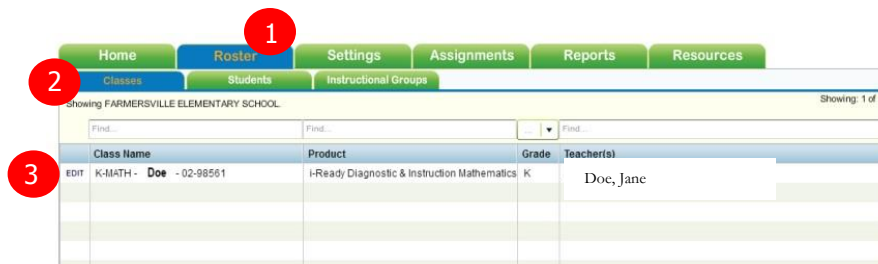 1
Home Roster Settings Assignments Reports Resources
2
Classes Students Instructional Groups
Showing FARMERSVILLE ELEMENTARY SCHOOL. Showing: 1 of
Find... Find... ... Find...
Class Name Product Grade Teacher(s)
3
EDIT K-MATH - Doe - 02-98561 i-Ready Diagnostic & Instruction Mathematics K Doe, Jane